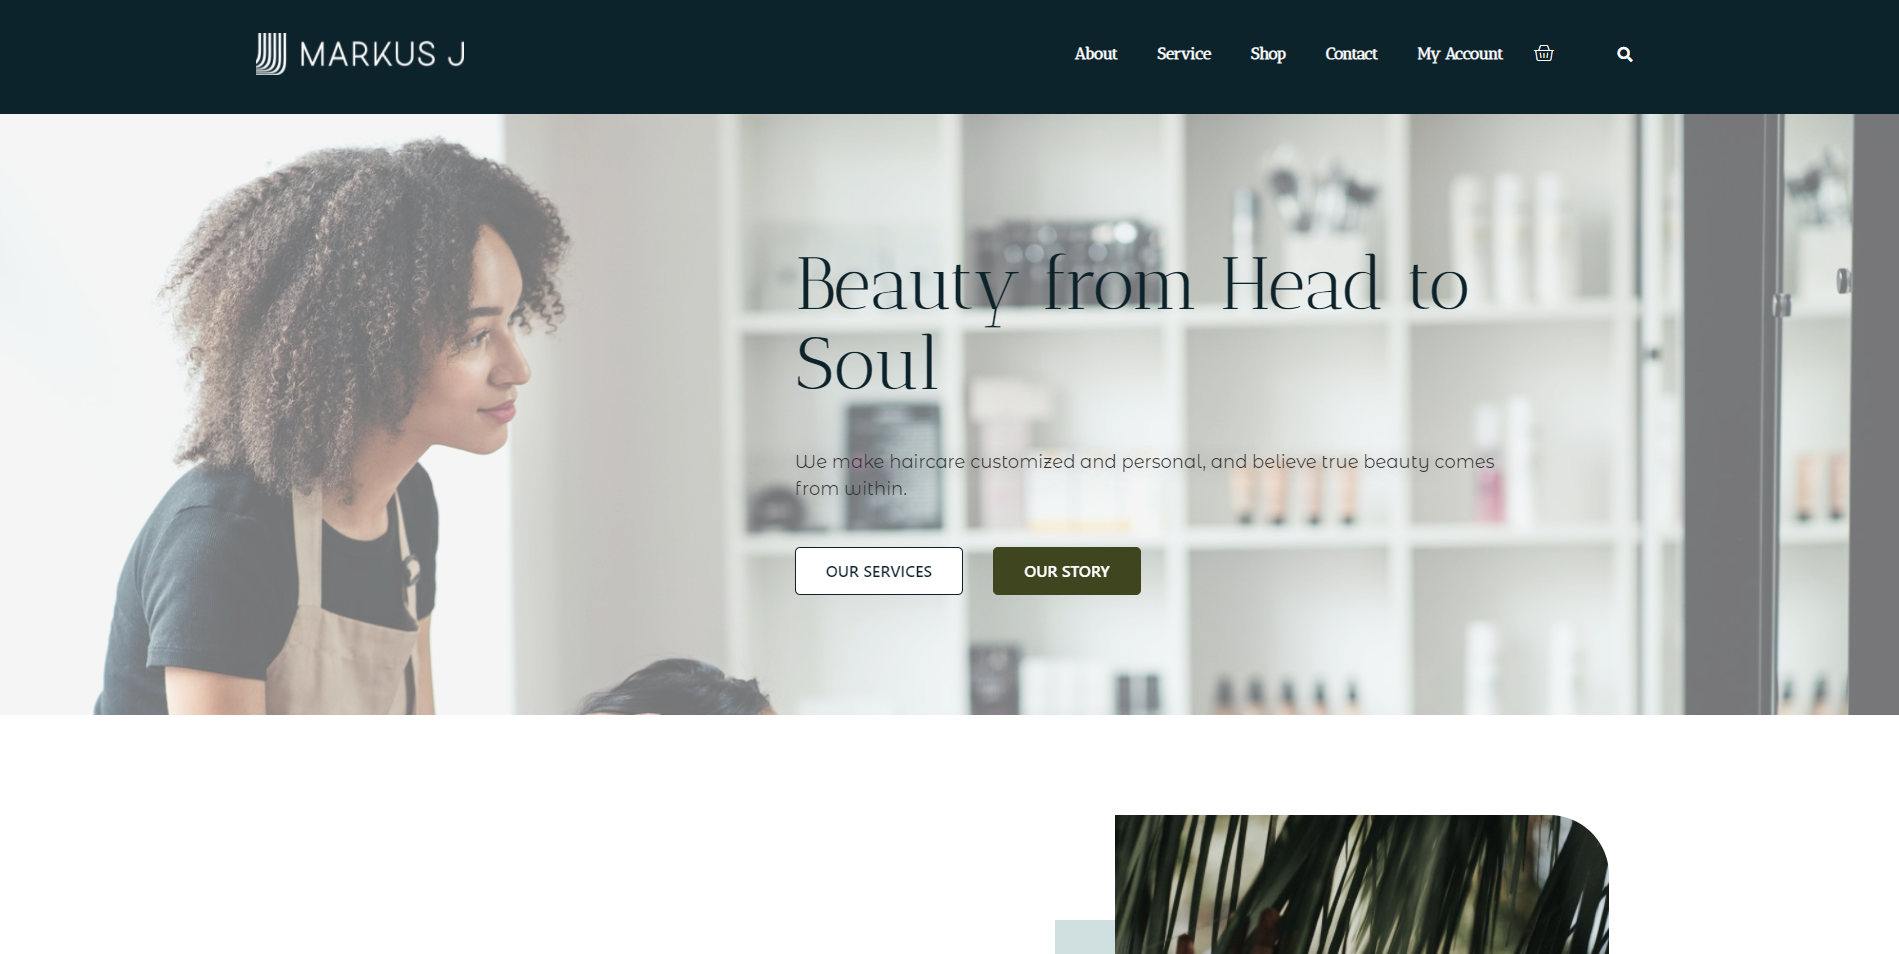 MARKUS J
About Service Shop Contact My Account
Beauty from Head to
Soul
We make haircare customized and personal, and believe true beauty comes
from within.
OUR SERVICES OUR STORY